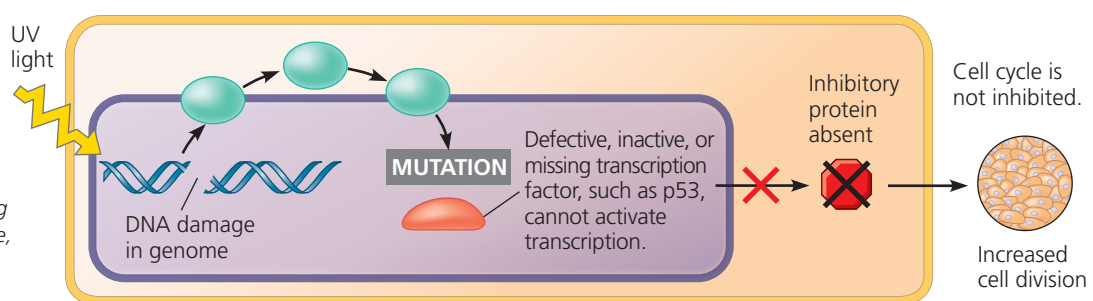 UV
light
g
e,
DNA damage
in genome
MUTATION
Defective, inactive, or
missing transcription
factor, such as p53,
cannot activate
transcription.
Inhibitory
protein
absent
Cell cycle is
not inhibited.
Increased
cell division